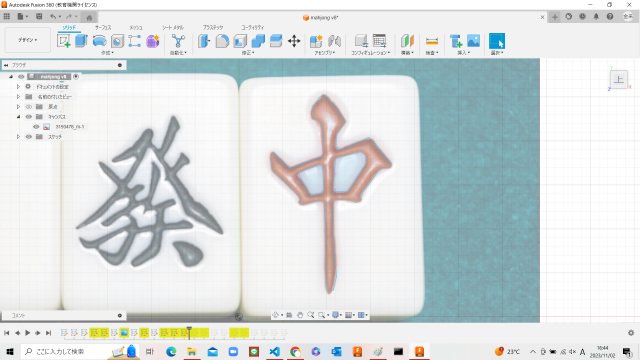 Autodesk Fusion 360 (教育機関ライセンス)
mahjong v8*
ソリッド サーフェス メッシュ シート メタル プラスチック ユーティリティ
デザイン
作成 自動化 修正 アセンブリ コンフィギュレーション 構築 検査 挿入 選択
ブラウザ
mahjong v8
ドキュメントの設定
名前の付いたビュー
原点
キャンバス
スケッチ
發 中
上
Z X
コメント
ここに入力して検索
23°C
A
16:44
2023/11/02